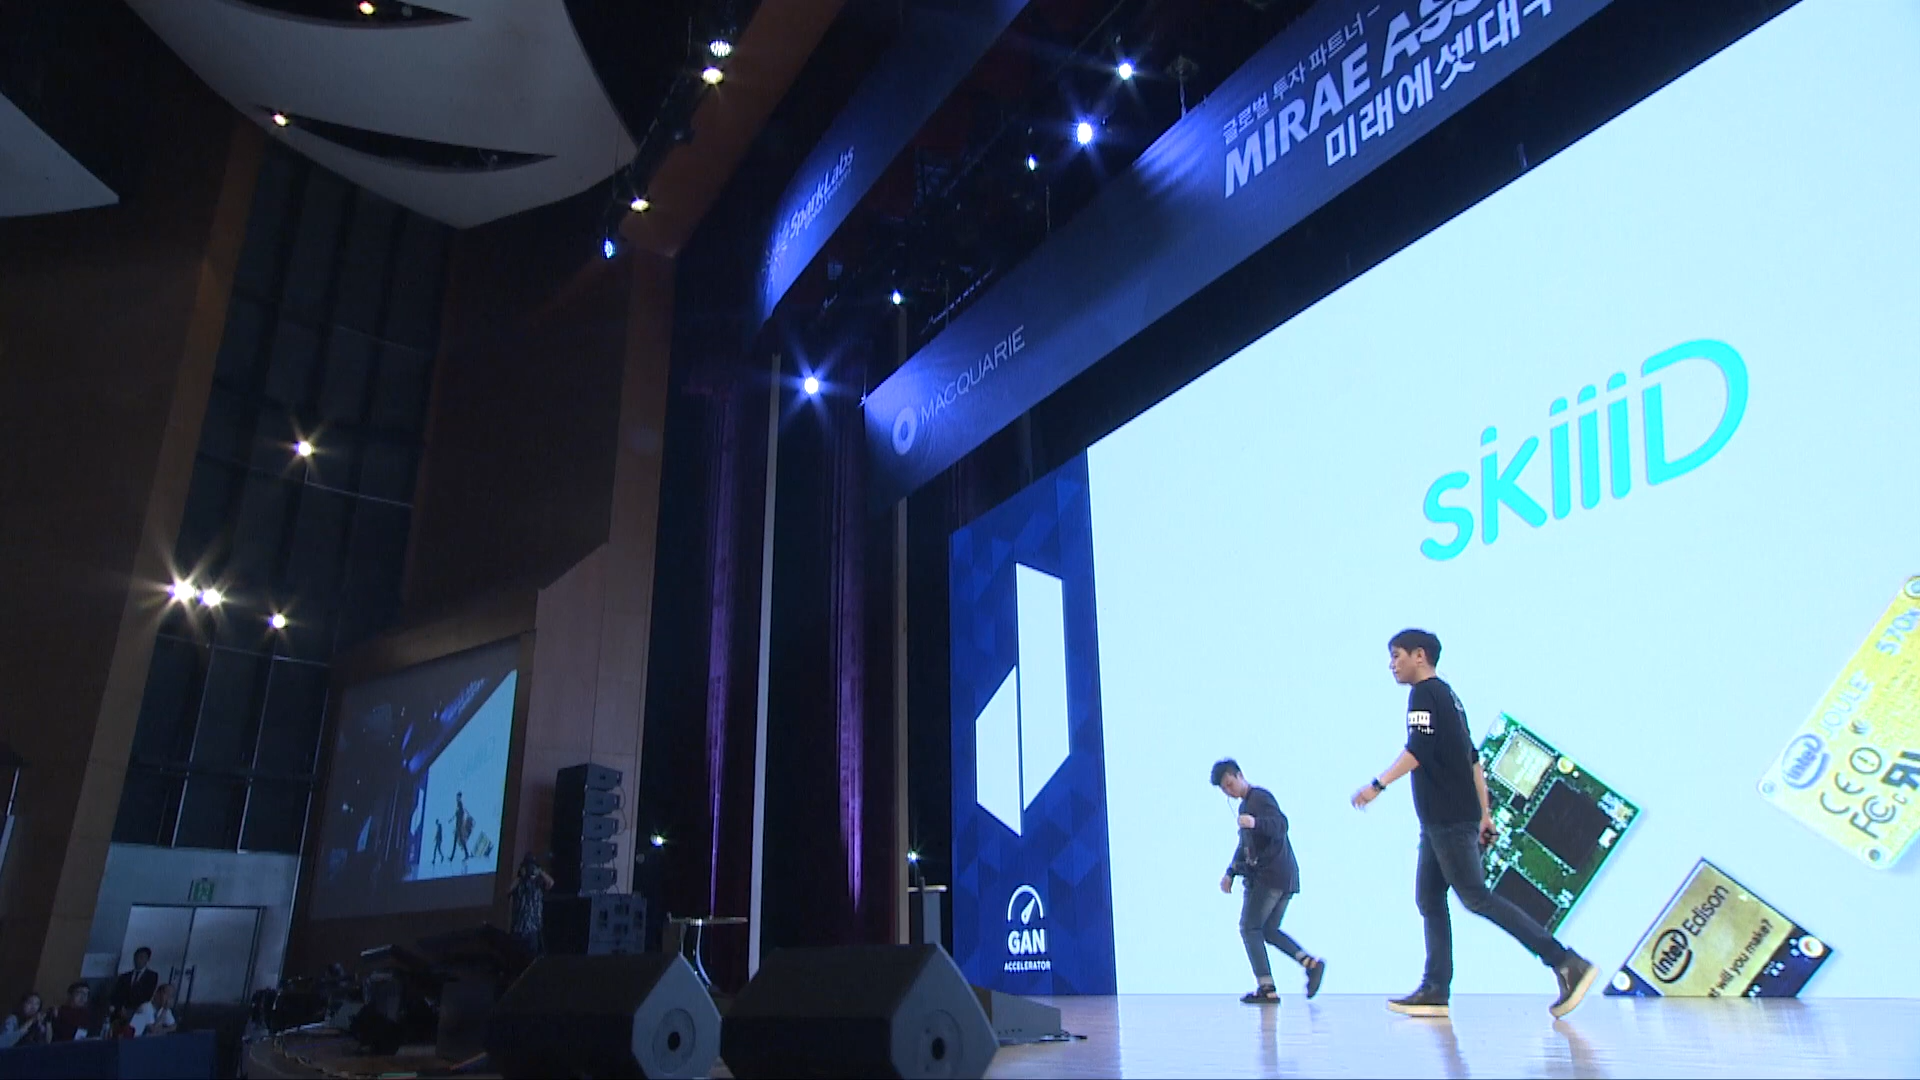 글로벌 투자 파트너 -
MIRAE ASS
미래에셋대우
SparkLabs
MACQUARIE
skiiiD
GAN
ACCELERATOR
JOULE
570x
intel
CE
FC
intel Edison
will you make?